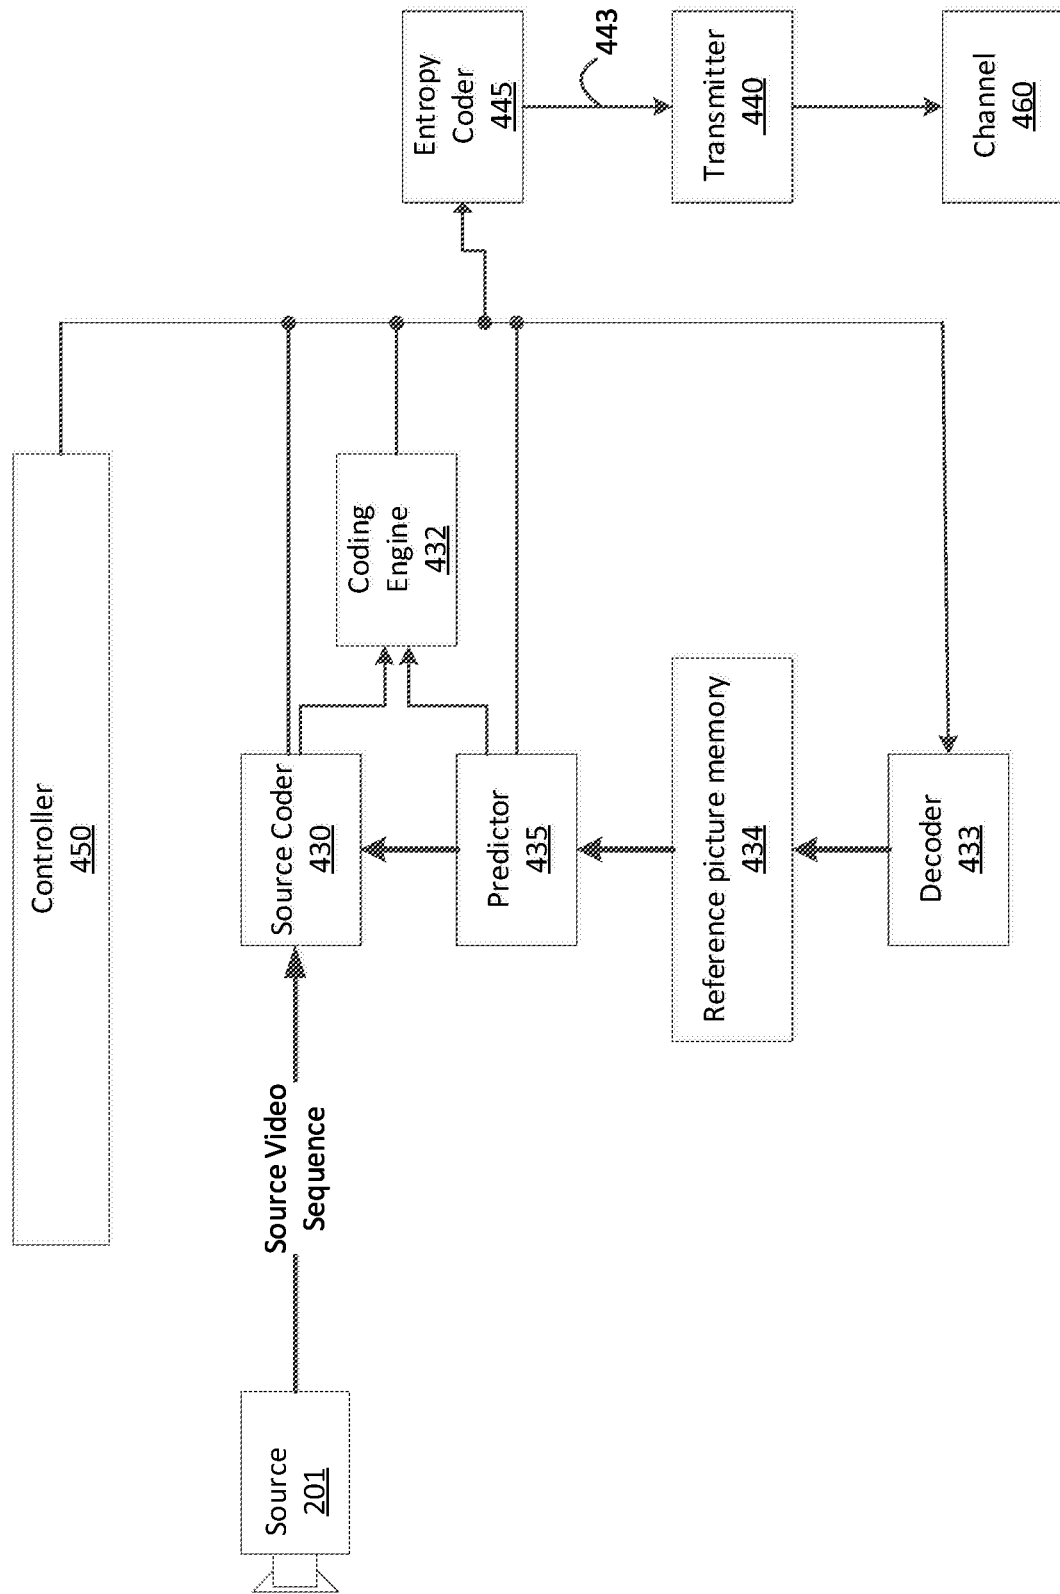 Controller
450
Source
201
Source Video
Sequence
Source Coder
430
Coding
Engine
432
Entropy
Coder
445
443
Predictor
435
Reference picture memory
434
Transmitter
440
Decoder
433
Channel
460